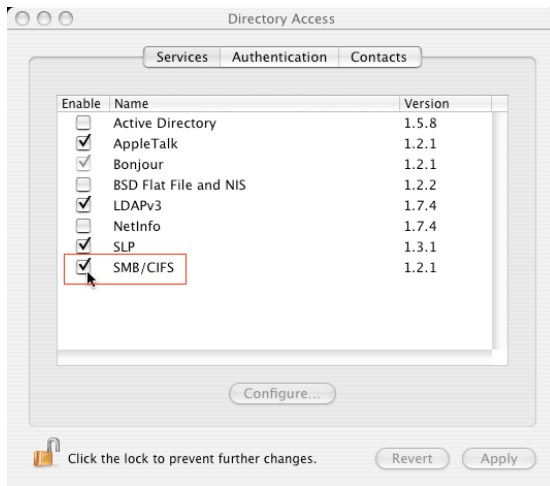 Directory Access
Services Authentication Contacts
Enable Name Version
Active Directory 1.5.8
AppleTalk 1.2.1
Bonjour 1.2.1
BSD Flat File and NIS 1.2.2
LDAPv3 1.7.4
NetInfo 1.7.4
SLP 1.3.1
SMB/CIFS 1.2.1
Configure...
Click the lock to prevent further changes. Revert Apply